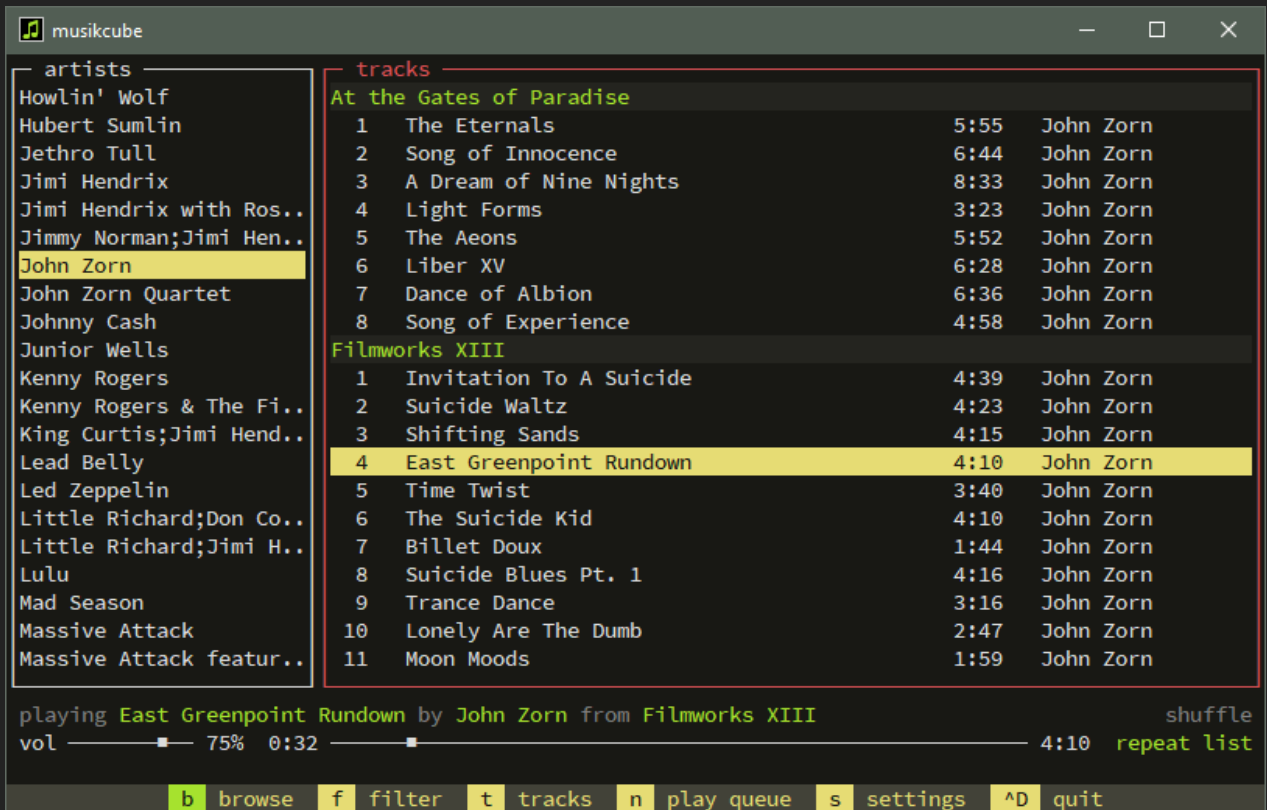 musikcube
artists
Howlin' Wolf
Hubert Sumlin
Jethro Tull
Jimi Hendrix
Jimi Hendrix with Ros..
Jimmy Norman;Jimi Hen..
John Zorn
John Zorn Quartet
Johnny Cash
Junior Wells
Kenny Rogers
Kenny Rogers & The Fi..
King Curtis;Jimi Hend..
Lead Belly
Led Zeppelin
Little Richard;Don Co..
Little Richard;Jimi H..
Lulu
Mad Season
Massive Attack
Massive Attack featur..
tracks
At the Gates of Paradise
1 The Eternals 5:55 John Zorn
2 Song of Innocence 6:44 John Zorn
3 A Dream of Nine Nights 8:33 John Zorn
4 Light Forms 3:23 John Zorn
5 The Aeons 5:52 John Zorn
6 Liber XV 6:28 John Zorn
7 Dance of Albion 6:36 John Zorn
8 Song of Experience 4:58 John Zorn
Filmworks XIII
1 Invitation To A Suicide 4:39 John Zorn
2 Suicide Waltz 4:23 John Zorn
3 Shifting Sands 4:15 John Zorn
4 East Greenpoint Rundown 4:10 John Zorn
5 Time Twist 3:40 John Zorn
6 The Suicide Kid 4:10 John Zorn
7 Billet Doux 1:44 John Zorn
8 Suicide Blues Pt. 1 4:16 John Zorn
9 Trance Dance 3:16 John Zorn
10 Lonely Are The Dumb 2:47 John Zorn
11 Moon Moods 1:59 John Zorn
playing East Greenpoint Rundown by John Zorn from Filmworks XIII shuffle
vol 75% 0:32 4:10 repeat list
b browse f filter t tracks n play queue s settings ^D quit